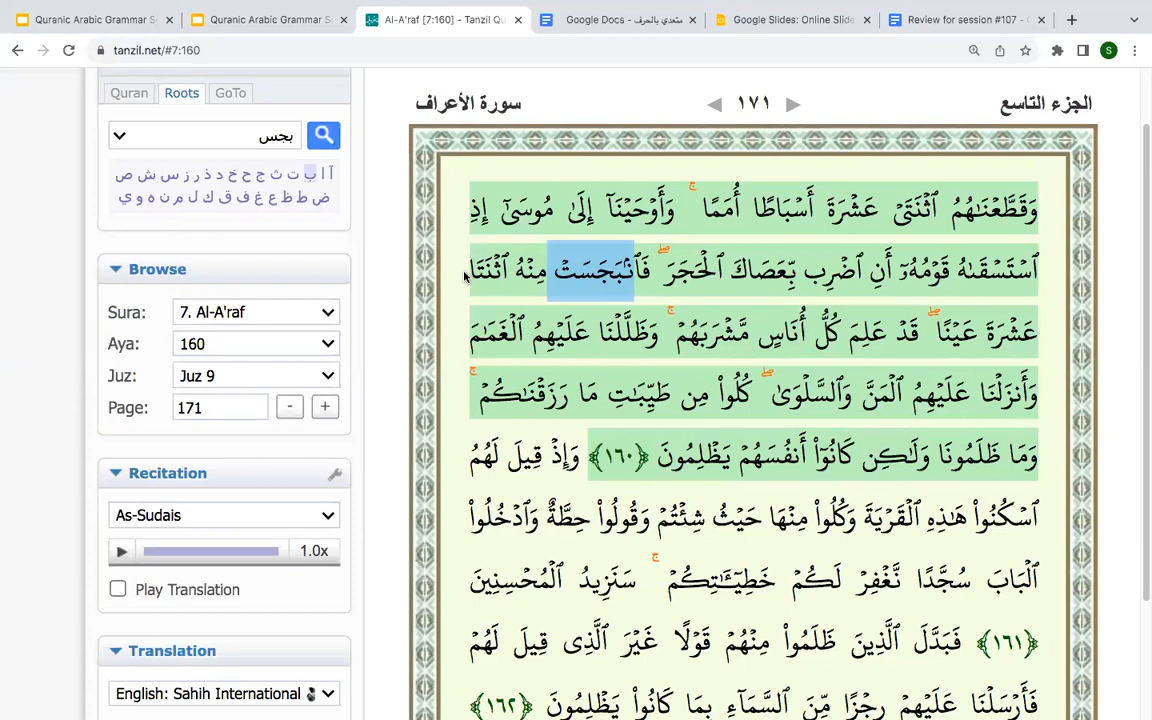 Quranic Arabic Grammar S
Quranic Arabic Grammar S
Al-A'raf [7:160] - Tanzil Qu
Google Docs - متعدي بالحرف
Google Slides: Online Slide
Review for session #107 -
tanzil.net/#7:160
S
Quran Roots GoTo
بجس
آ ا ب ت ث ج ح خ د ذ ر ز س ش ص
ض ط ظ ع غ ف ق ك ل م ن ه و ي
Browse
Sura: 7. Al-A'raf
Aya: 160
Juz: Juz 9
Page: 171 - +
Recitation
As-Sudais
1.0x
Play Translation
Translation
English: Sahih International
الجزء التاسع ١٧١ سورة الأعراف
وَقَطَّعْنَٰهُمُ ٱثْنَتَىْ عَشْرَةَ أَسْبَاطًا أُمَمًا ۚ وَأَوْحَيْنَآ إِلَىٰ مُوسَىٰٓ إِذِ
ٱسْتَسْقَىٰهُ قَوْمُهُۥٓ أَنِ ٱضْرِب بِّعَصَاكَ ٱلْحَجَرَ ۖ فَٱنۢبَجَسَتْ مِنْهُ ٱثْنَتَا
عَشْرَةَ عَيْنًا ۖ قَدْ عَلِمَ كُلُّ أُنَاسٍ مَّشْرَبَهُمْ ۚ وَظَلَّلْنَا عَلَيْهِمُ ٱلْغَمَٰمَ
وَأَنزَلْنَا عَلَيْهِمُ ٱلْمَنَّ وَٱلسَّلْوَىٰ ۖ كُلُوا۟ مِن طَيِّبَٰتِ مَا رَزَقْنَٰكُمْ ۚ
وَمَا ظَلَمُونَا وَلَٰكِن كَانُوٓا۟ أَنفُسَهُمْ يَظْلِمُونَ ﴿١٦٠﴾ وَإِذْ قِيلَ لَهُمُ
ٱسْكُنُوا۟ هَٰذِهِ ٱلْقَرْيَةَ وَكُلُوا۟ مِنْهَا حَيْثُ شِئْتُمْ وَقُولُوا۟ حِطَّةٌ وَٱدْخُلُوا۟
ٱلْبَابَ سُجَّدًا نَّغْفِرْ لَكُمْ خَطِيٓـَٰٔتِكُمْ ۚ سَنَزِيدُ ٱلْمُحْسِنِينَ
﴿١٦١﴾ فَبَدَّلَ ٱلَّذِينَ ظَلَمُوا۟ مِنْهُمْ قَوْلًا غَيْرَ ٱلَّذِى قِيلَ لَهُمْ
فَأَرْسَلْنَا عَلَيْهِمْ رِجْزًا مِّنَ ٱلسَّمَآءِ بِمَا كَانُوا۟ يَظْلِمُونَ ﴿١٦٢﴾